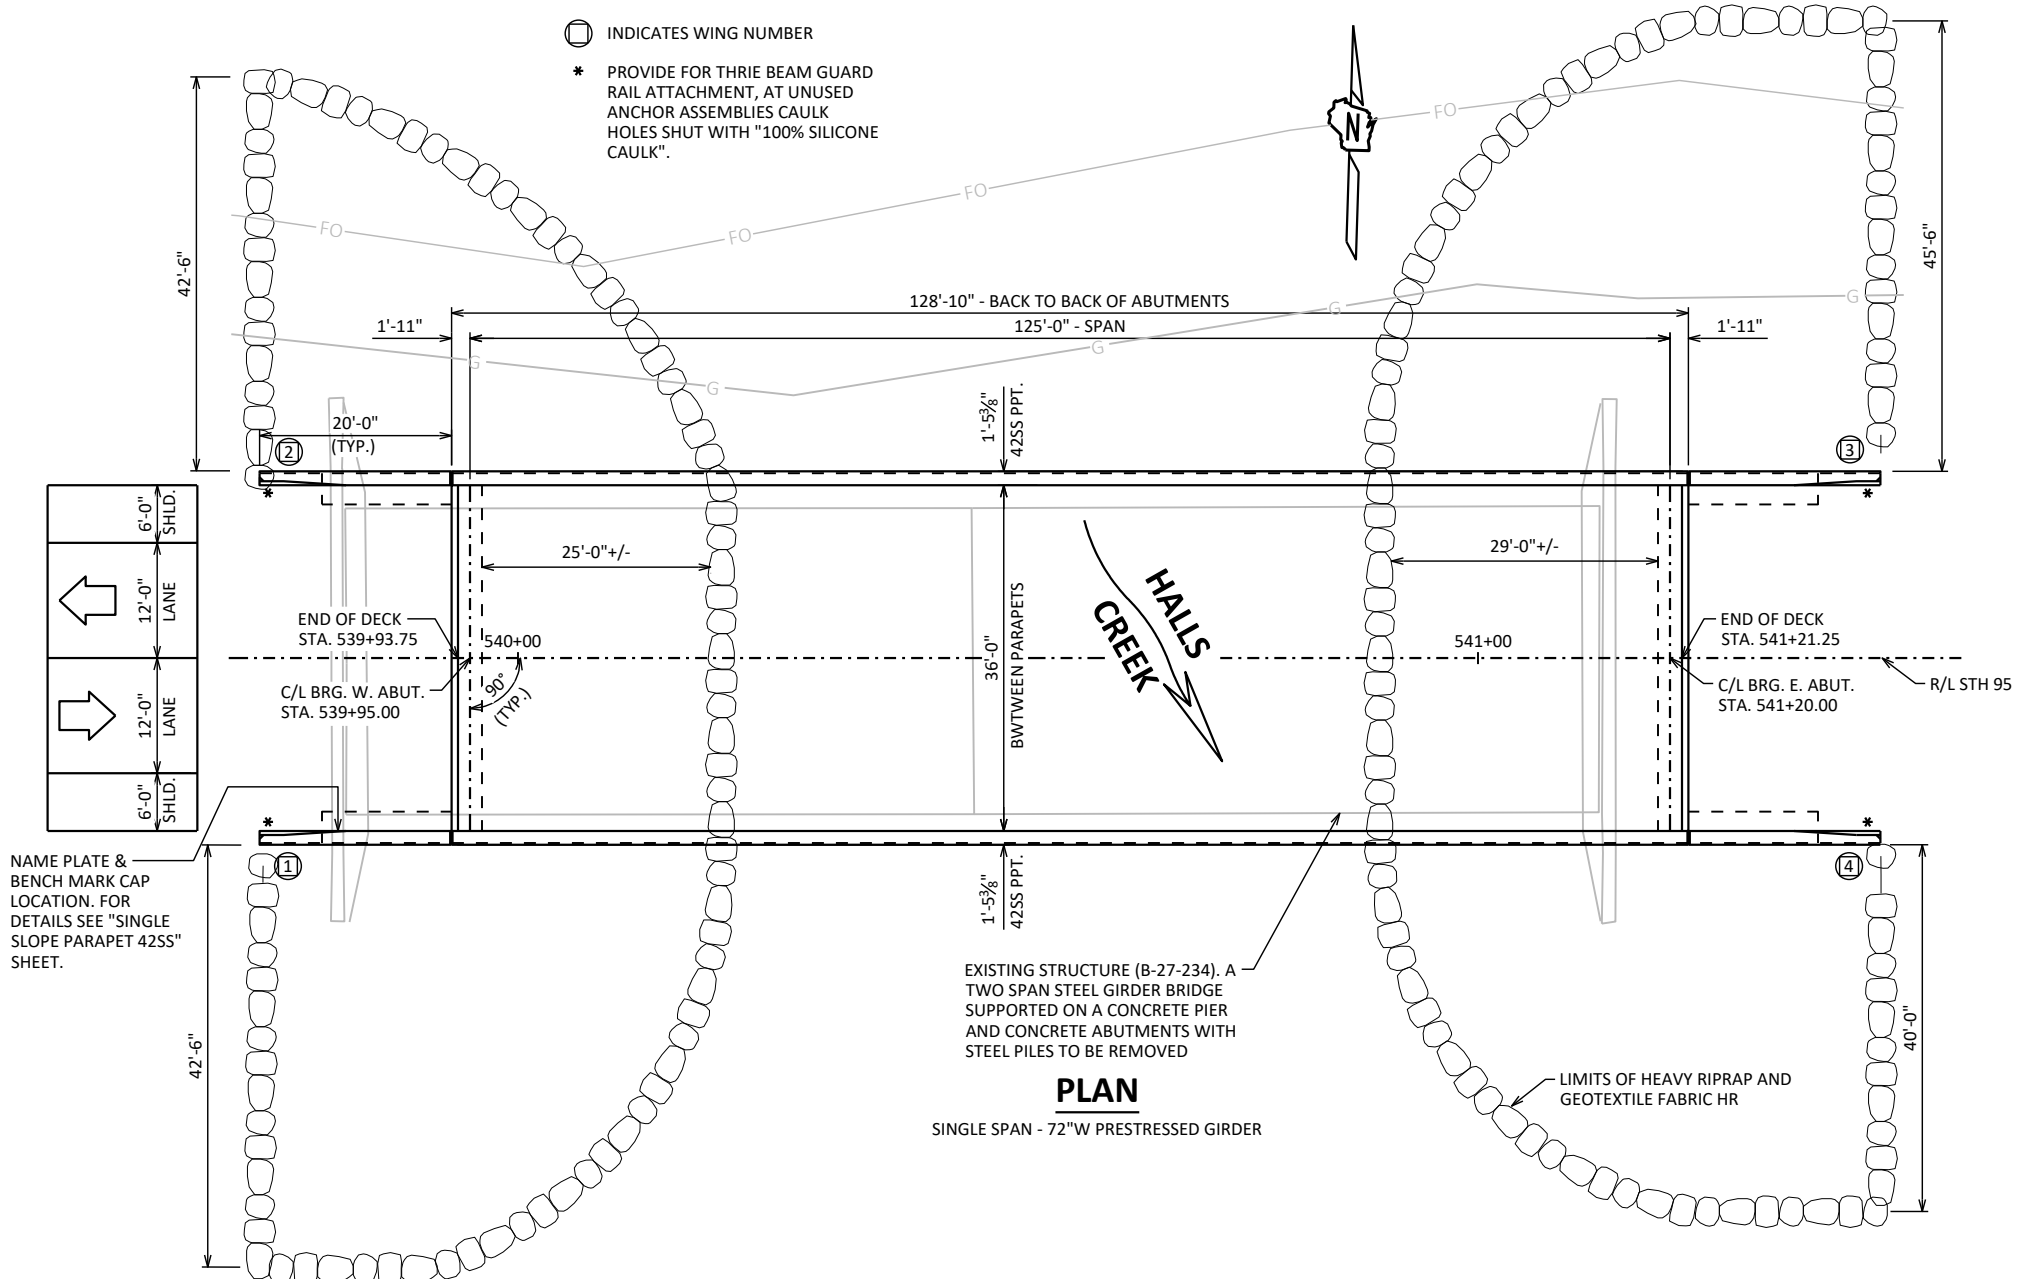 INDICATES WING NUMBER
* PROVIDE FOR THRIE BEAM GUARD
RAIL ATTACHMENT, AT UNUSED
ANCHOR ASSEMBLIES CAULK
HOLES SHUT WITH "100% SILICONE
CAULK".
N
FO
FO
FO
FO
42'-6"
45'-6"
128'-10" - BACK TO BACK OF ABUTMENTS
1'-11"
125'-0" - SPAN
1'-11"
G
G
G
G
G
20'-0"
(TYP.)
1'-5⅜"
42SS PPT.
2
3
*
*
6'-0"
SHLD.
12'-0"
LANE
12'-0"
LANE
6'-0"
SHLD.
25'-0"+/-
29'-0"+/-
END OF DECK
STA. 539+93.75
540+00
C/L BRG. W. ABUT.
STA. 539+95.00
90°
(TYP.)
36'-0"
BWTWEEN PARAPETS
HALLS
CREEK
541+00
END OF DECK
STA. 541+21.25
C/L BRG. E. ABUT.
STA. 541+20.00
R/L STH 95
*
*
1
4
NAME PLATE &
BENCH MARK CAP
LOCATION. FOR
DETAILS SEE "SINGLE
SLOPE PARAPET 42SS"
SHEET.
1'-5⅜"
42SS PPT.
42'-6"
40'-0"
EXISTING STRUCTURE (B-27-234). A
TWO SPAN STEEL GIRDER BRIDGE
SUPPORTED ON A CONCRETE PIER
AND CONCRETE ABUTMENTS WITH
STEEL PILES TO BE REMOVED
LIMITS OF HEAVY RIPRAP AND
GEOTEXTILE FABRIC HR
PLAN
SINGLE SPAN - 72"W PRESTRESSED GIRDER